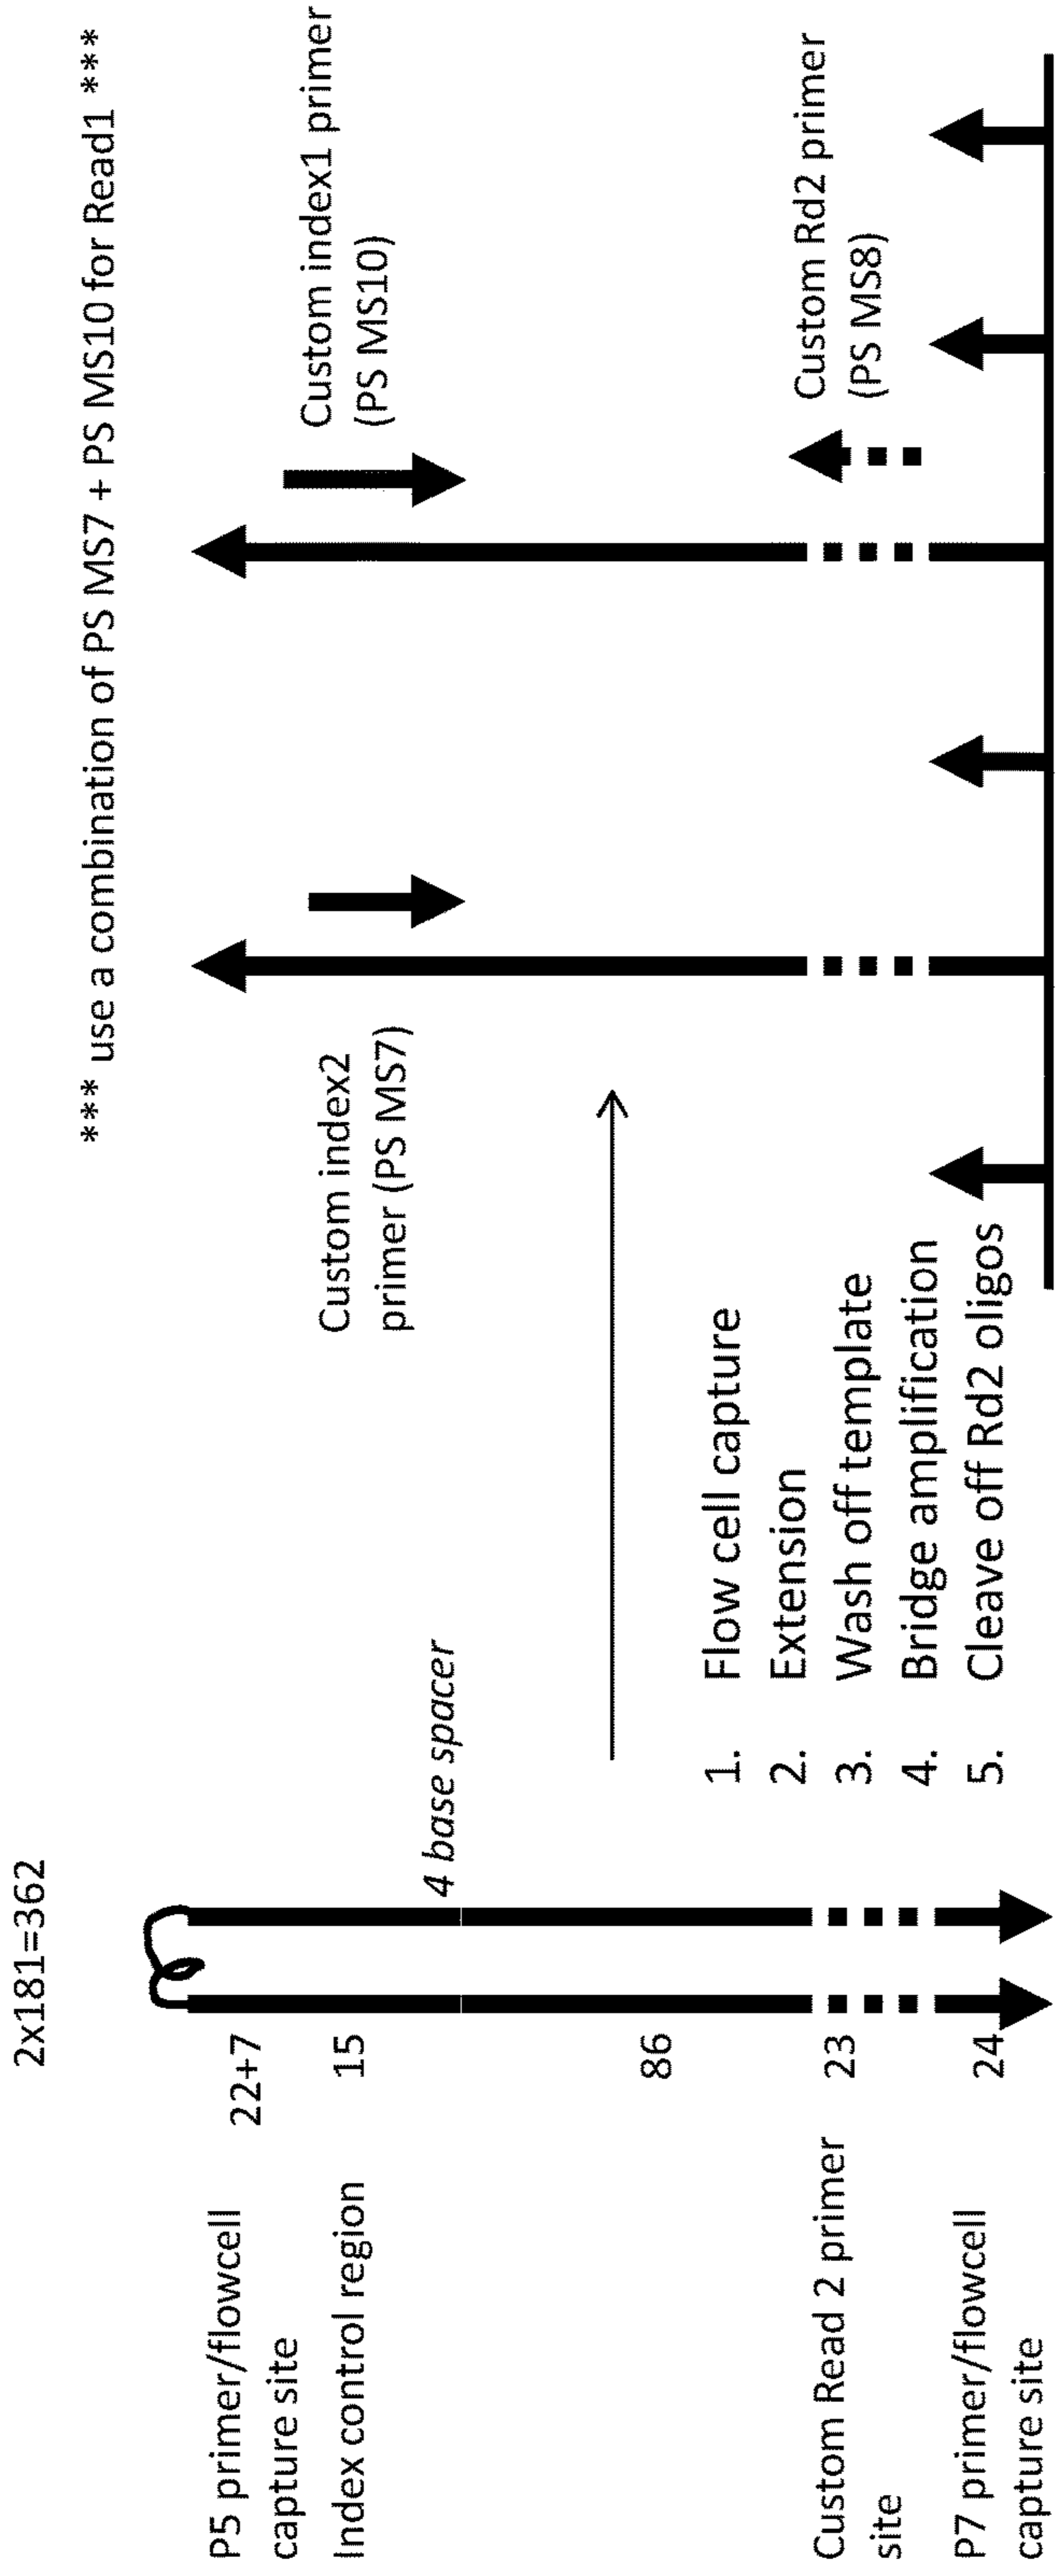 2x181=362
P5 primer/flowcell
capture site
22+7
Index control region
15
4 base spacer
86
Custom Read 2 primer
site
23
P7 primer/flowcell
capture site
24
1. Flow cell capture
2. Extension
3. Wash off template
4. Bridge amplification
5. Cleave off Rd2 oligos
*** use a combination of PS MS7 + PS MS10 for Read1 ***
Custom index2
primer (PS MS7)
Custom index1 primer
(PS MS10)
Custom Rd2 primer
(PS MS8)